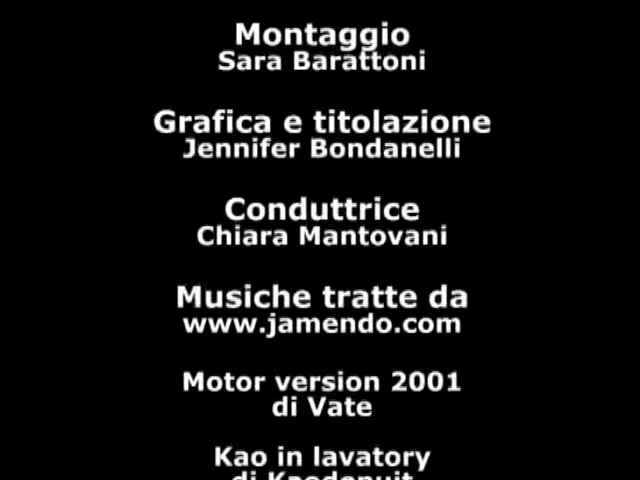 Montaggio
Sara Barattoni
Grafica e titolazione
Jennifer Bondanelli
Conduttrice
Chiara Mantovani
Musiche tratte da
www.jamendo.com
Motor version 2001
di Vate
Kao in lavatory
di